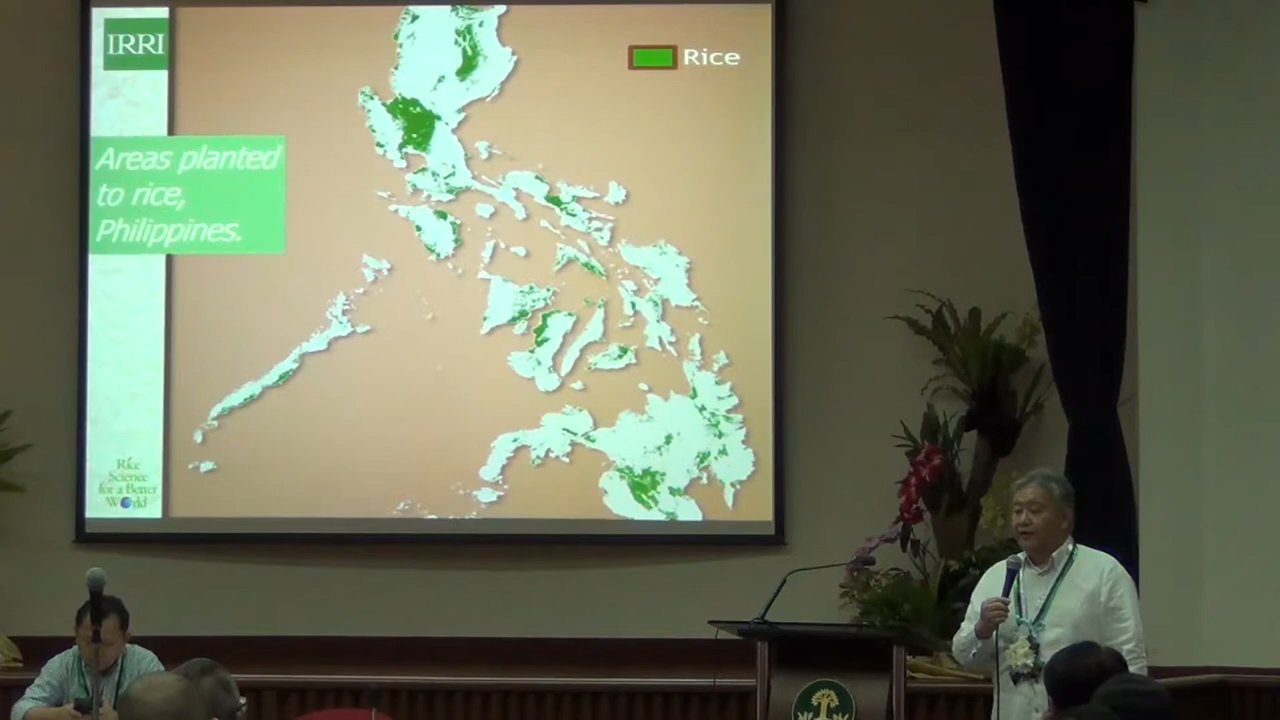 IRRI
Rice
Areas planted
to rice,
Philippines.
Rice
Science
for a Better
World